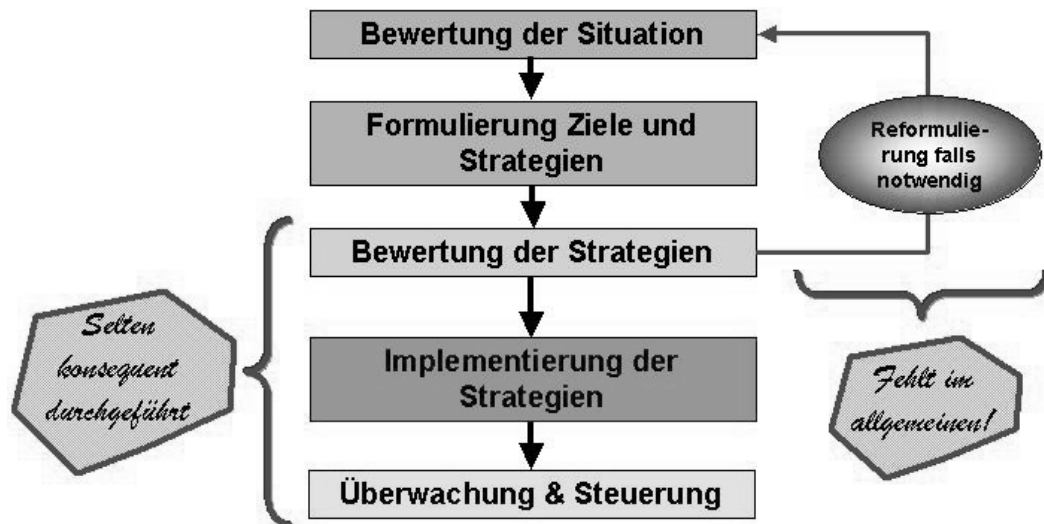 Bewertung der Situation
Formulierung Ziele und
Strategien
Reformulie-
rung falls
notwendig
Bewertung der Strategien
Selten
konsequent
durchgeführt
Implementierung der
Strategien
Fehlt im
allgemeinen!
Überwachung & Steuerung